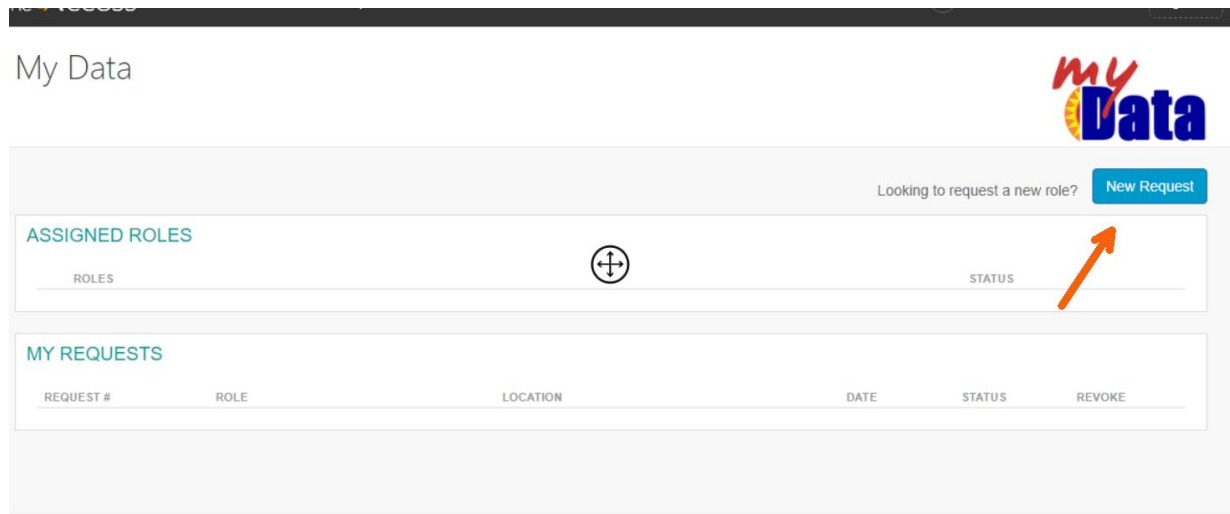 My Data
my
Data
Looking to request a new role? New Request
ASSIGNED ROLES
ROLES STATUS
MY REQUESTS
REQUEST # ROLE LOCATION DATE STATUS REVOKE